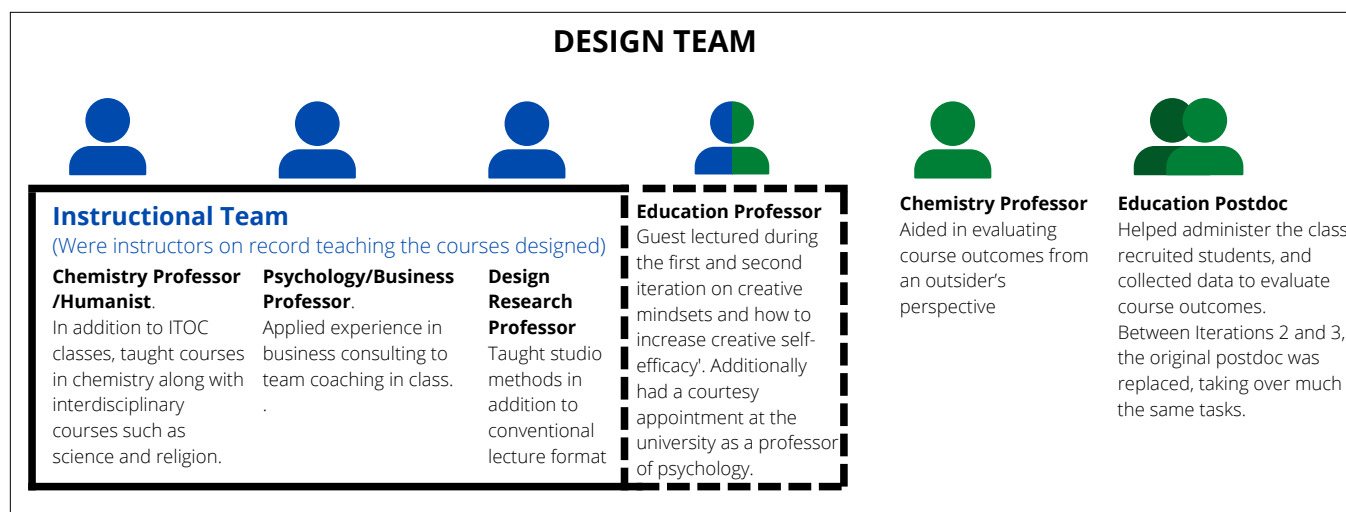 DESIGN TEAM
Instructional Team
(Were instructors on record teaching the courses designed)
Chemistry Professor
/Humanist.
In addition to ITOC
classes, taught courses
in chemistry along with
interdisciplinary
courses such as
science and religion.
Psychology/Business
Professor.
Applied experience in
business consulting to
team coaching in class.
.
Design
Research
Professor
Taught studio
methods in
addition to
conventional
lecture format
Education Professor
Guest lectured during
the first and second
iteration on creative
mindsets and how to
increase creative self-
efficacy'. Additionally
had a courtesy
appointment at the
university as a professor
of psychology.
Chemistry Professor
Aided in evaluating
course outcomes from
an outsider’s
perspective
Education Postdoc
Helped administer the class
recruited students, and
collected data to evaluate
course outcomes.
Between Iterations 2 and 3,
the original postdoc was
replaced, taking over much
the same tasks.